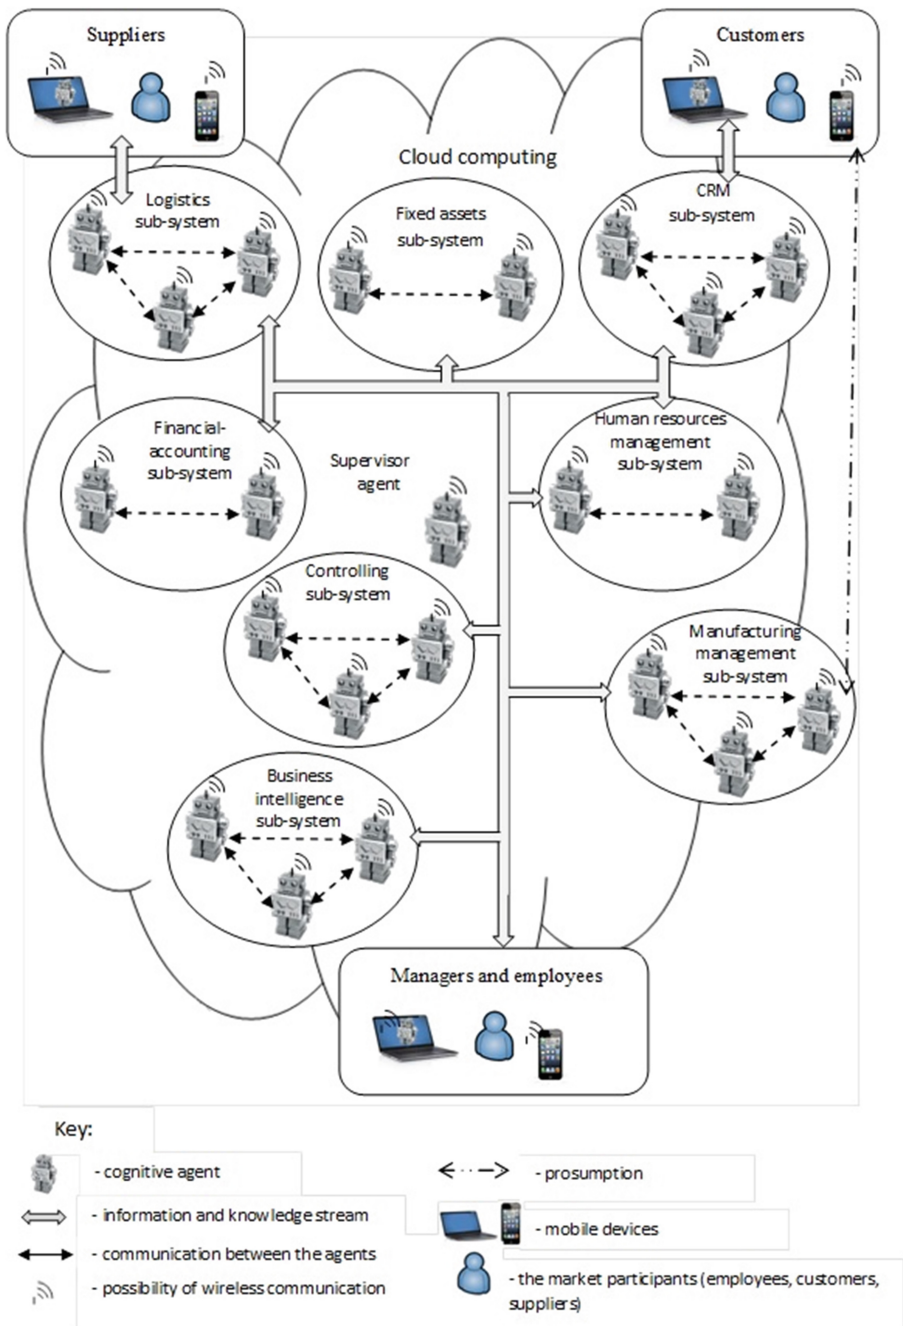 Suppliers
Customers
Cloud computing
Logistics
sub-system
Fixed assets
sub-system
CRM
sub-system
Financial-
accounting
sub-system
Supervisor
agent
Human resources
management
sub-system
Controlling
sub-system
Manufacturing
management
sub-system
Business
intelligence
sub-system
Managers and employees
Key:
- cognitive agent
- information and knowledge stream
- communication between the agents
- possibility of wireless communication
- prosumption
- mobile devices
- the market participants (employees, customers,
suppliers)